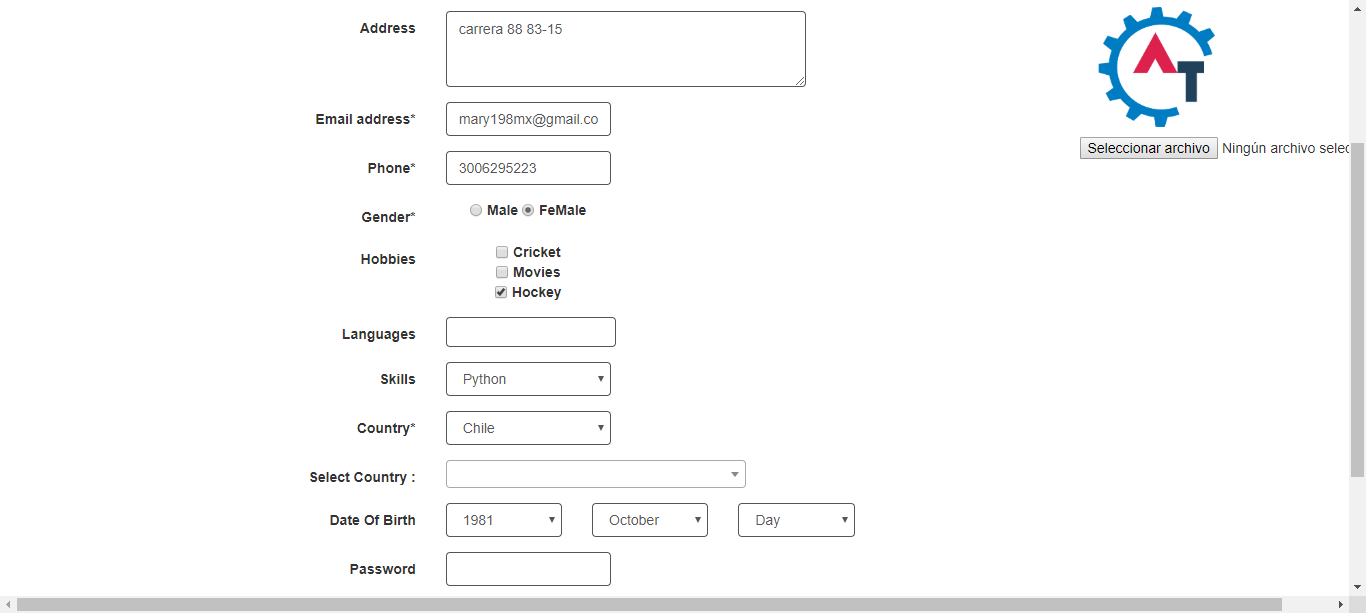 Address
carrera 88 83-15
Email address*
mary198mx@gmail.co
Phone*
3006295223
Gender*
Male FeMale
Hobbies
Cricket
Movies
Hockey
Languages
Skills
Python
Country*
Chile
Select Country :
Date Of Birth
1981 October Day
Password
AT
Seleccionar archivo Ningún archivo selec